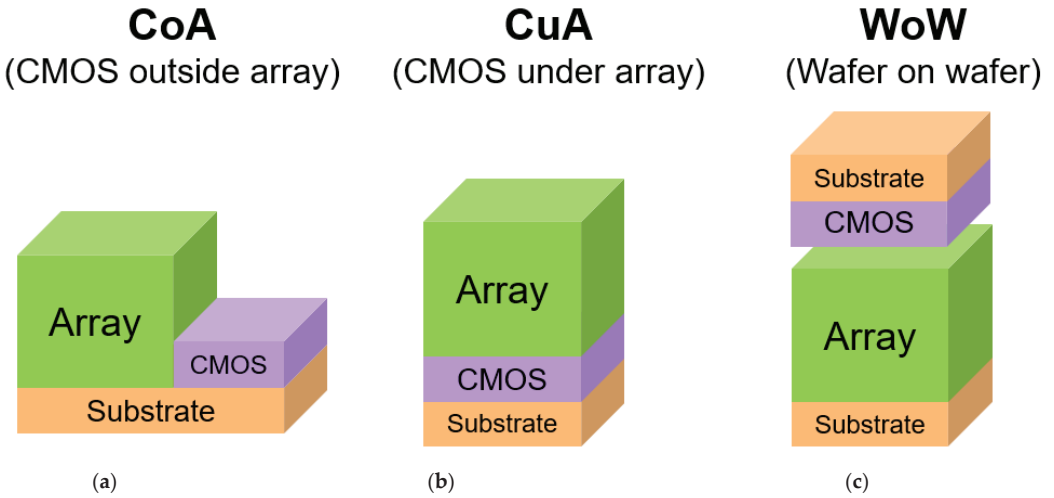 CoA
(CMOS outside array)
Array
CMOS
Substrate
(a)
CuA
(CMOS under array)
Array
CMOS
Substrate
(b)
WoW
(Wafer on wafer)
Substrate
CMOS
Array
Substrate
(c)